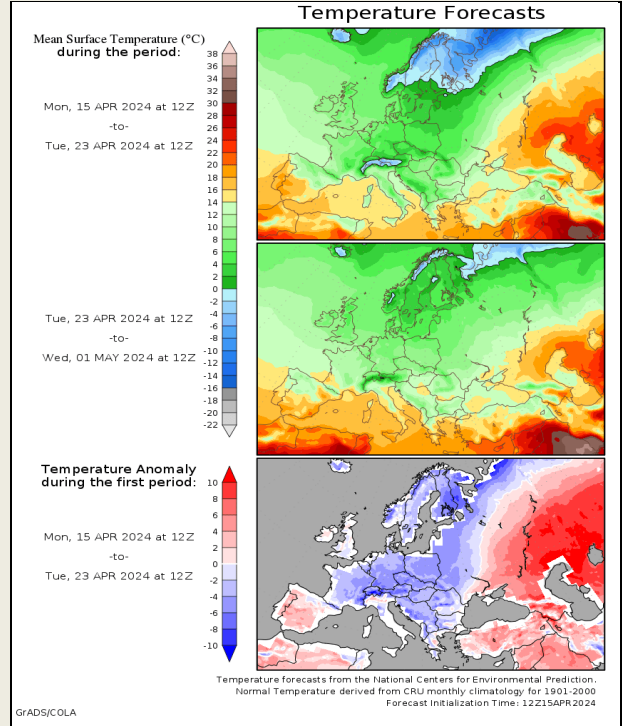 Temperature Forecasts
Mean Surface Temperature (°C)
during the period:
38
36
34
32
30
28
26
24
22
20
18
16
14
12
10
8
6
4
2
0
-2
-4
-6
-8
-10
-12
-14
-16
-18
-20
-22
Mon, 15 APR 2024 at 12Z
-to-
Tue, 23 APR 2024 at 12Z
Tue, 23 APR 2024 at 12Z
-to-
Wed, 01 MAY 2024 at 12Z
Temperature Anomaly
during the first period:
10
8
6
4
2
0
-2
-4
-6
-8
-10
Mon, 15 APR 2024 at 12Z
-to-
Tue, 23 APR 2024 at 12Z
Temperature forecasts from the National Centers for Environmental Prediction.
Normal Temperature derived from CRU monthly climatology for 1901-2000
Forecast Initialization Time: 12Z15APR2024
GrADS/COLA